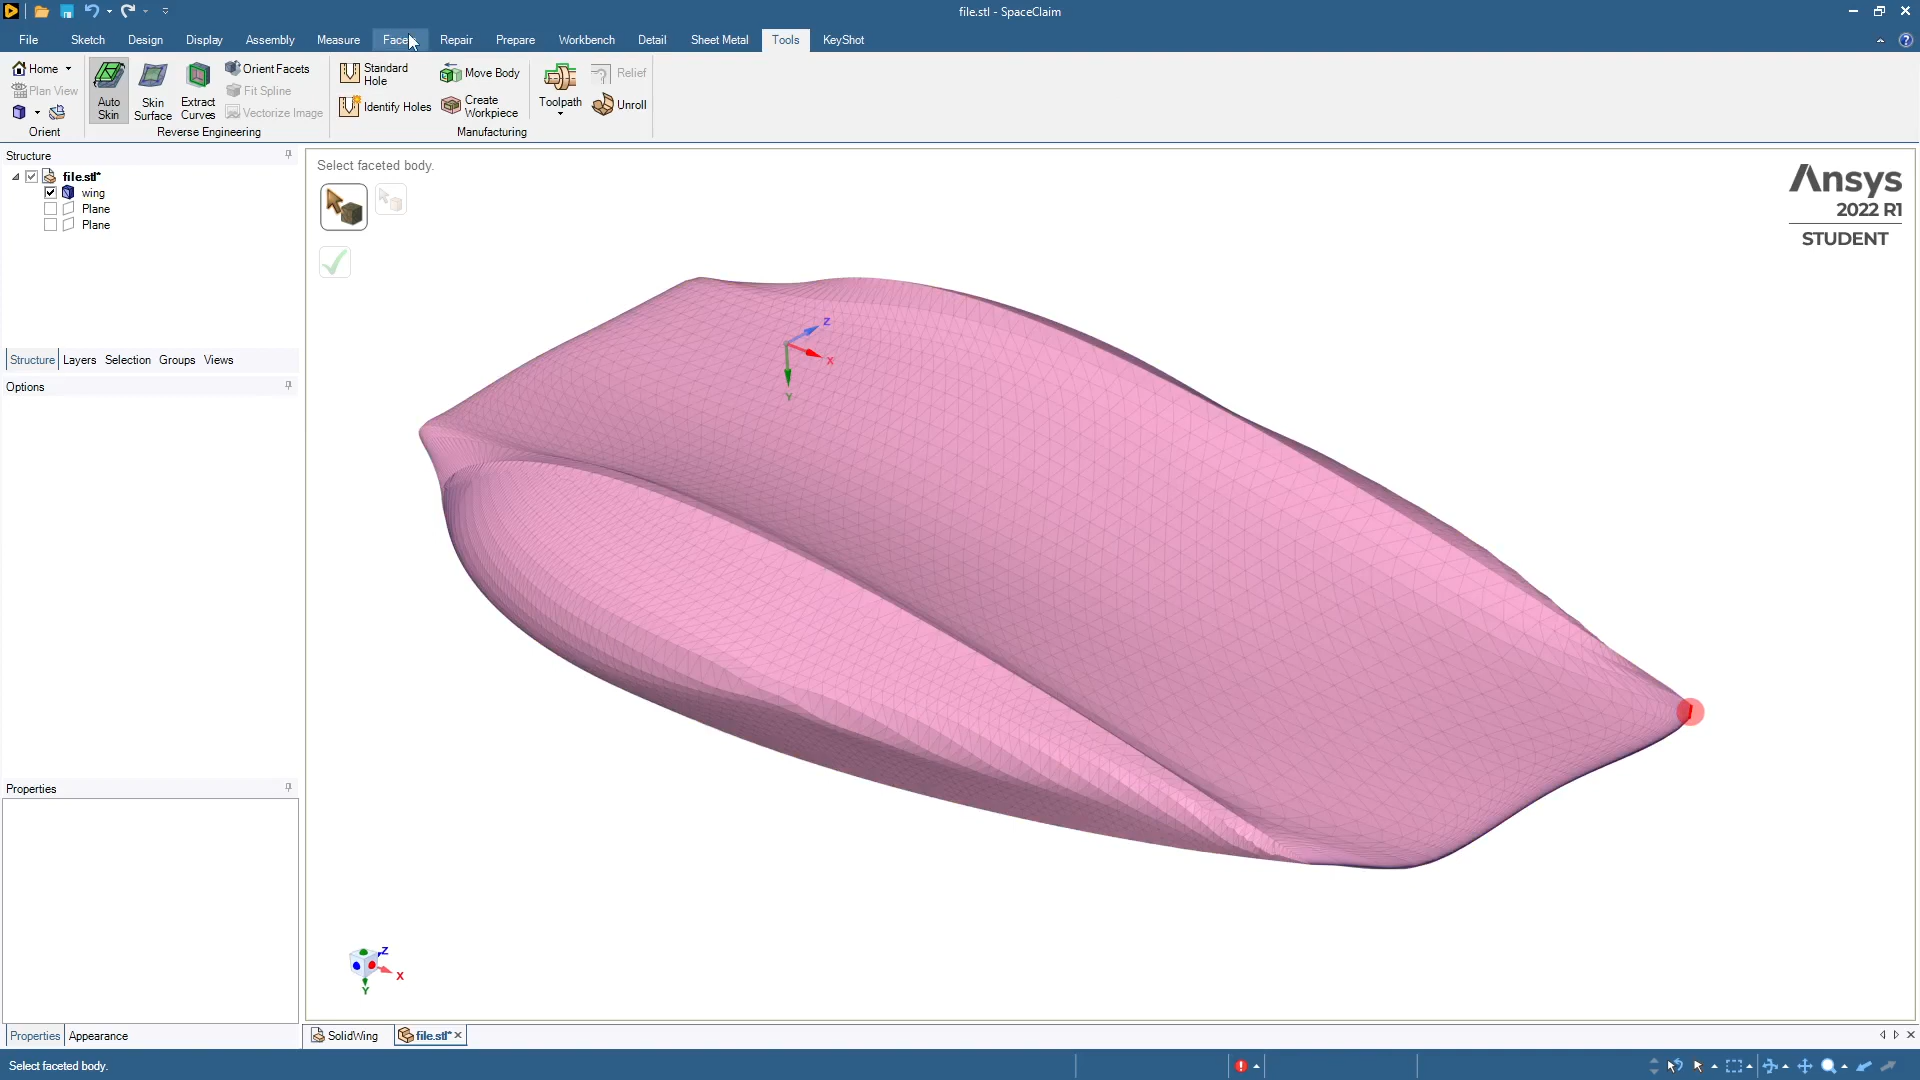 file.stl - SpaceClaim
File Sketch Design Display Assembly Measure Facets Repair Prepare Workbench Detail Sheet Metal Tools KeyShot
Home
Plan View
Orient
Auto Skin
Skin Surface
Extract Curves
Orient Facets
Fit Spline
Vectorize Image
Reverse Engineering
Standard Hole
Identify Holes
Move Body
Create Workpiece
Toolpath
Relief
Unroll
Manufacturing
Structure
file.stl*
wing
Plane
Plane
Structure Layers Selection Groups Views
Options
Properties
Properties Appearance
Select faceted body.
Ansys
2022 R1
STUDENT
Z
X
Y
Z
X
Y
SolidWing file.stl*
Select faceted body.